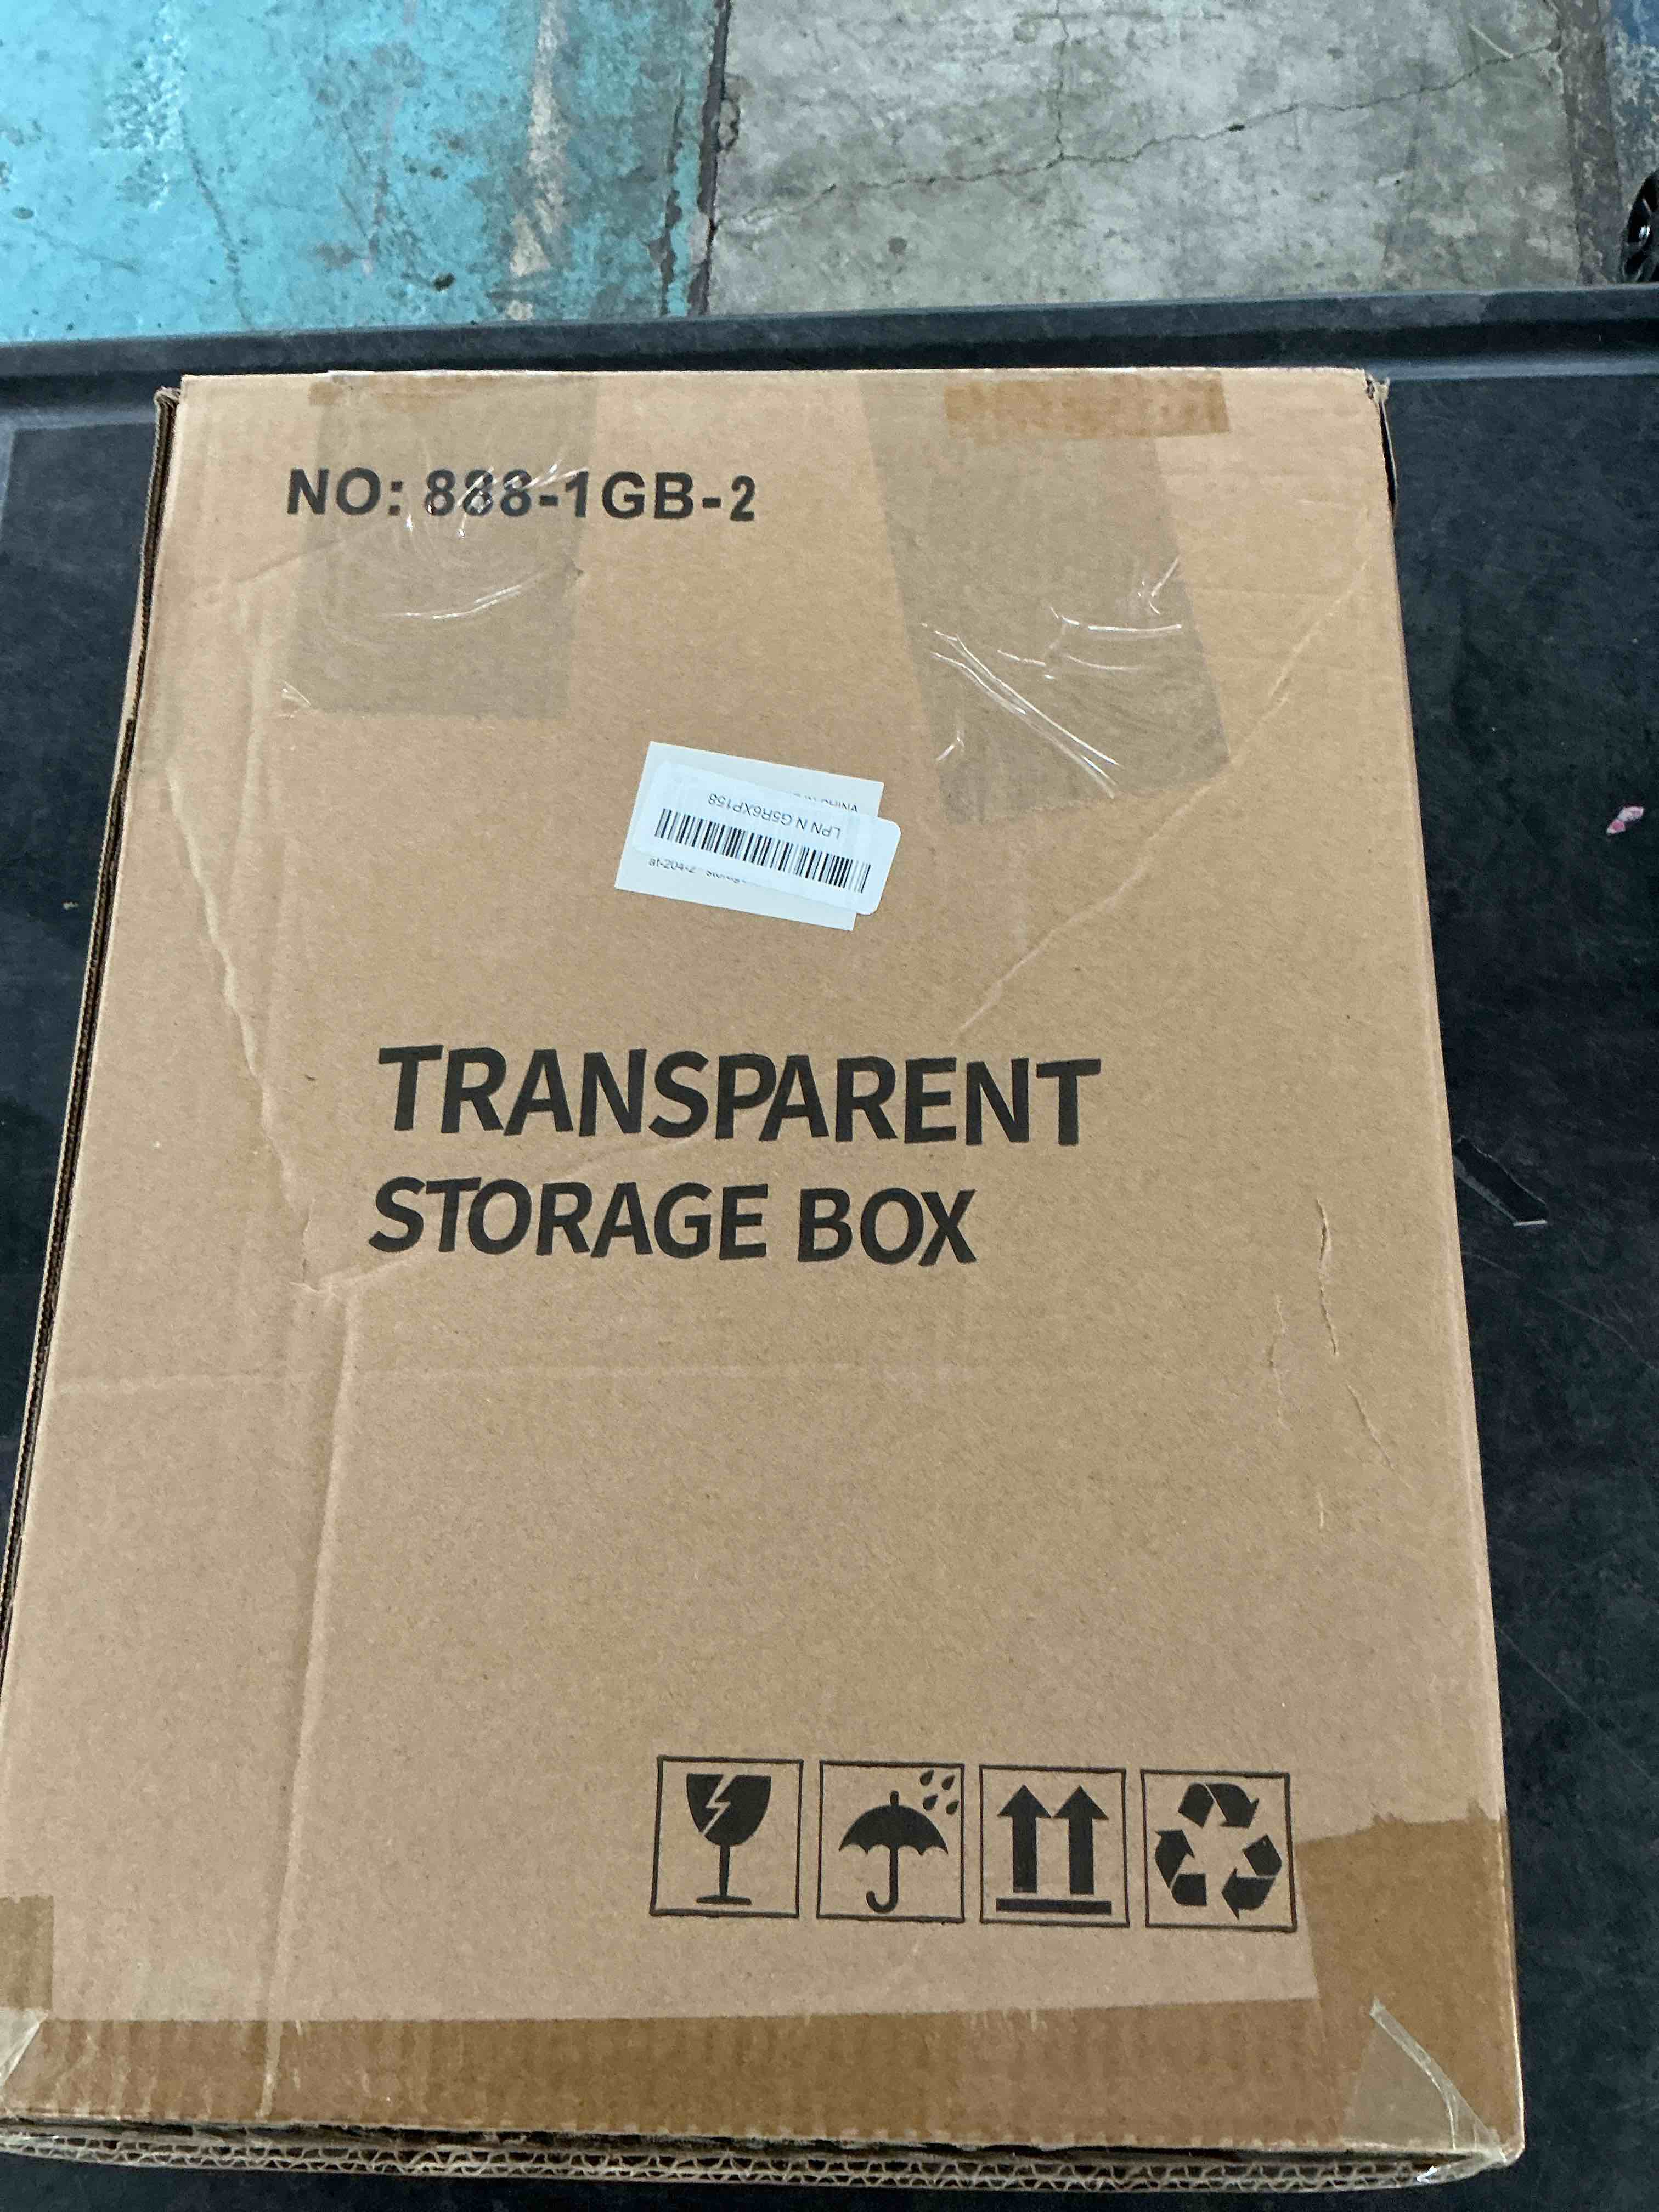 NO: 888-1GB-2
LPN N G5R6XP158
TRANSPARENT
STORAGE BOX